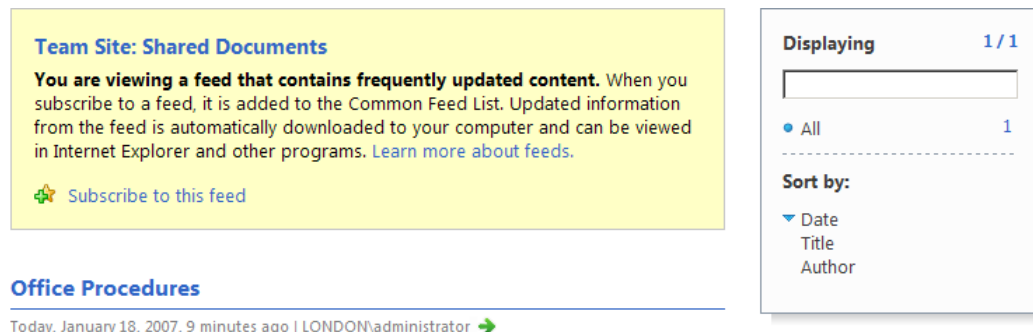 Team Site: Shared Documents
You are viewing a feed that contains frequently updated content. When you
subscribe to a feed, it is added to the Common Feed List. Updated information
from the feed is automatically downloaded to your computer and can be viewed
in Internet Explorer and other programs. Learn more about feeds.
Subscribe to this feed
Office Procedures
Today, January 18, 2007, 9 minutes ago | LONDON\administrator
Displaying 1 / 1
All 1
Sort by:
Date
Title
Author